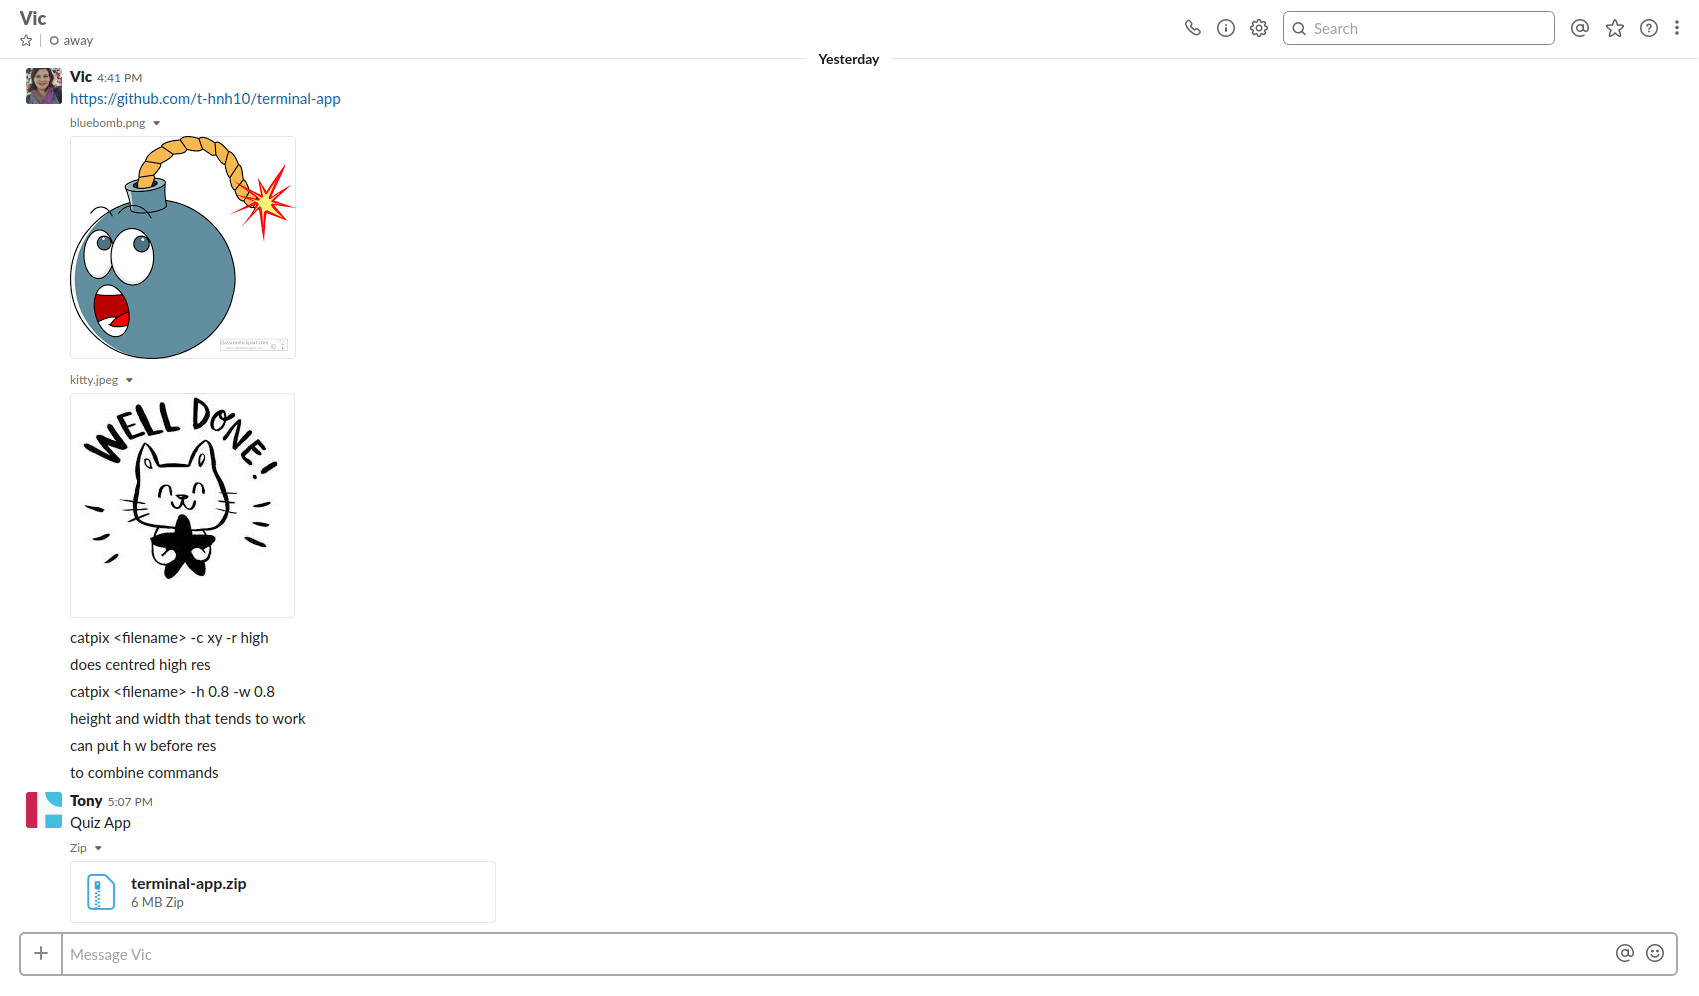 Vic
away
Search
Yesterday
Vic 4:41 PM
https://github.com/t-hnh10/terminal-app
bluebomb.png
classroomclipart.com
kitty.jpeg
WELL DONE!
catpix <filename> -c xy -r high
does centred high res
catpix <filename> -h 0.8 -w 0.8
height and width that tends to work
can put h w before res
to combine commands
Tony 5:07 PM
Quiz App
Zip
terminal-app.zip
6 MB Zip
Message Vic